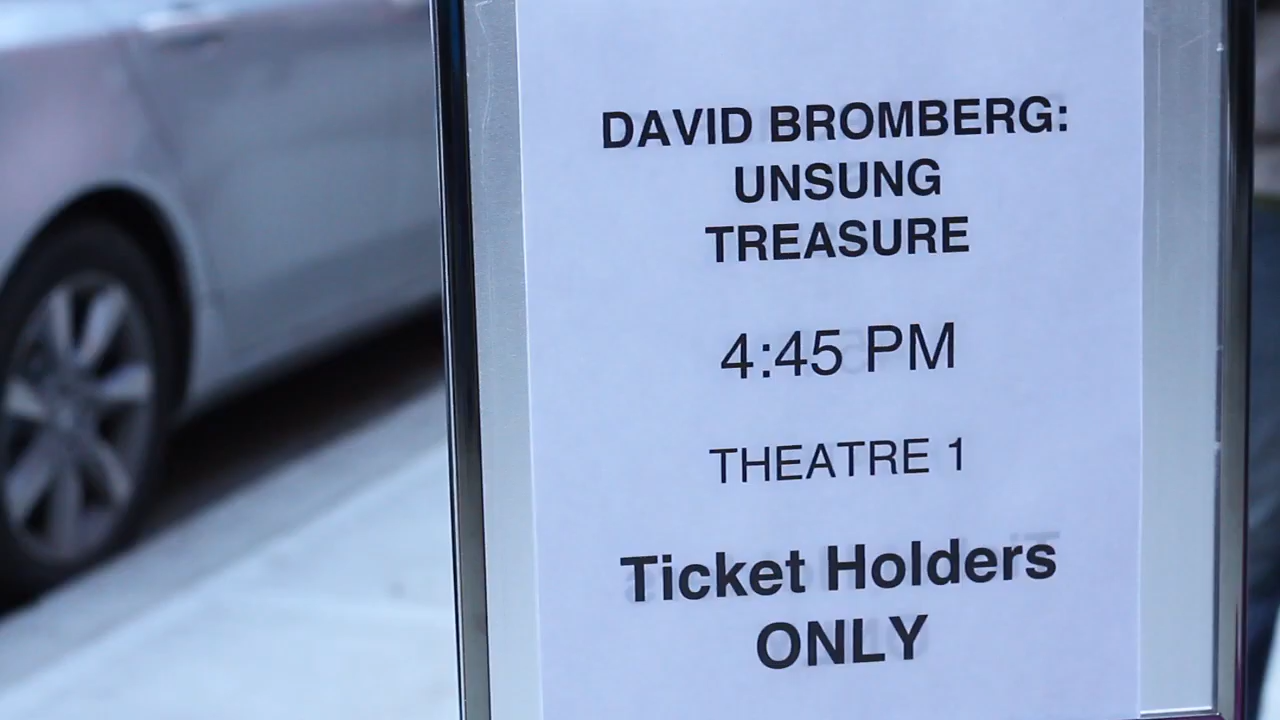 DAVID BROMBERG:
UNSUNG
TREASURE
4:45 PM
THEATRE 1
Ticket Holders
ONLY